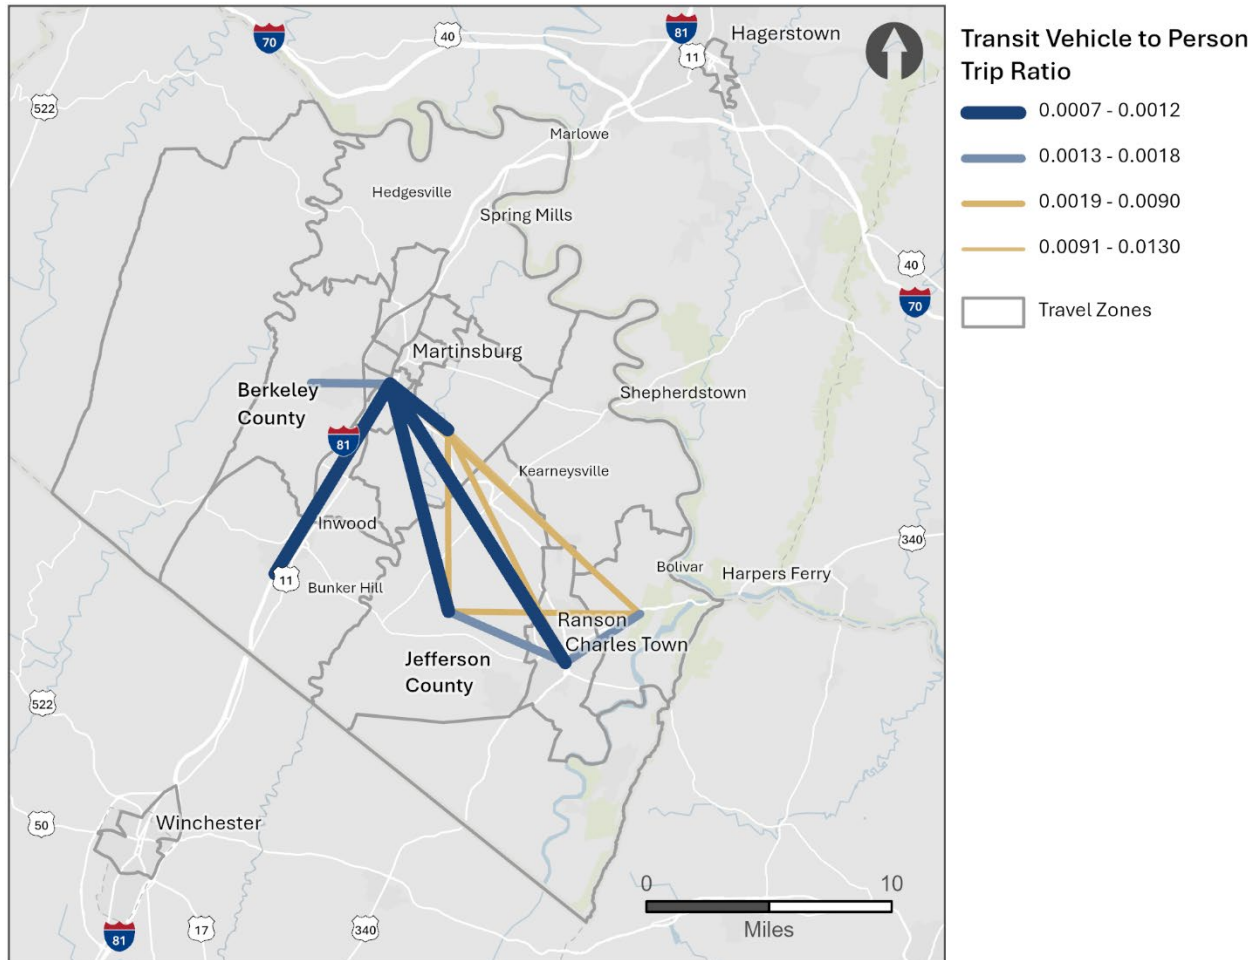 70
40
81
11
Hagerstown
522
Marlowe
Hedgesville
Spring Mills
40
70
Martinsburg
Berkeley
County
Shepherdstown
81
Kearneysville
Inwood
340
11
Bunker Hill
Bolivar
Harpers Ferry
Ranson
Charles Town
Jefferson
County
522
50
Winchester
81
17
340
0
10
Miles
Transit Vehicle to Person
Trip Ratio
0.0007 - 0.0012
0.0013 - 0.0018
0.0019 - 0.0090
0.0091 - 0.0130
Travel Zones